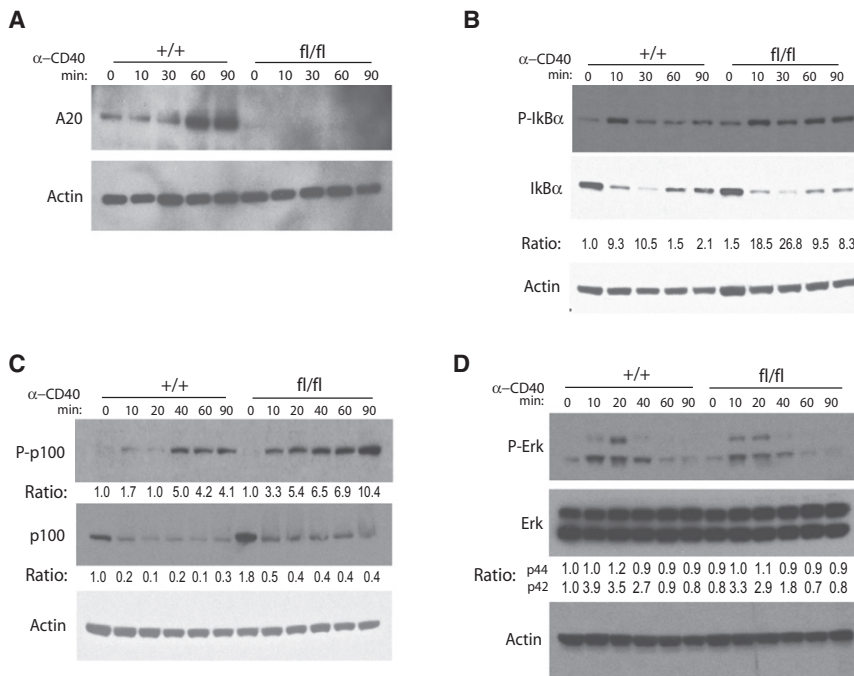 A
+/+ fl/fl
α–CD40
min: 0 10 30 60 90 0 10 30 60 90
A20
Actin
B
+/+ fl/fl
α–CD40
min: 0 10 30 60 90 0 10 30 60 90
P-IkBα
IkBα
Ratio: 1.0 9.3 10.5 1.5 2.1 1.5 18.5 26.8 9.5 8.3
Actin
C
+/+ fl/fl
α–CD40
min: 0 10 20 40 60 90 0 10 20 40 60 90
P-p100
Ratio: 1.0 1.7 1.0 5.0 4.2 4.1 1.0 3.3 5.4 6.5 6.9 10.4
p100
Ratio: 1.0 0.2 0.1 0.2 0.1 0.3 1.8 0.5 0.4 0.4 0.4 0.4
Actin
D
+/+ fl/fl
α–CD40
min: 0 10 20 40 60 90 0 10 20 40 60 90
P-Erk
Erk
Ratio:
p44 1.0 1.0 1.2 0.9 0.9 0.9 0.9 1.0 1.1 0.9 0.9 0.9
p42 1.0 3.9 3.5 2.7 0.9 0.8 0.8 3.3 2.9 1.8 0.7 0.8
Actin